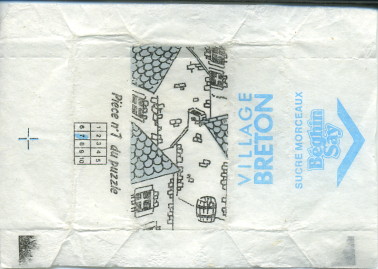 Pièce n°7 du puzzle
1 2 3 4 5
6 7 8 9 10
VILLAGE
BRETON
SUCRE MORCEAUX
Beghin
Say